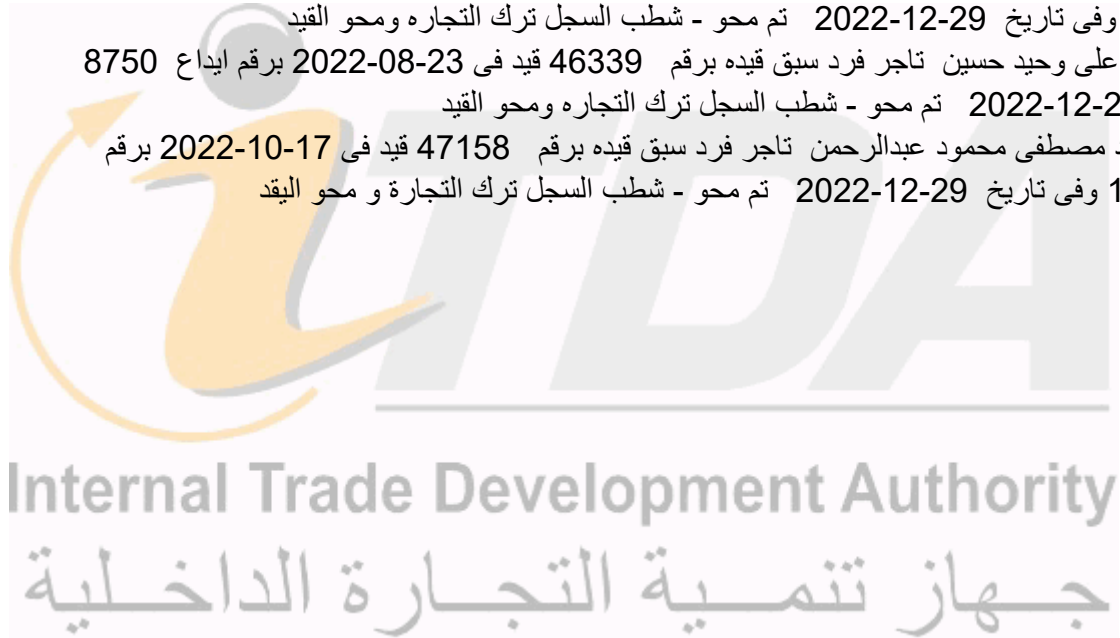 وفى تاريخ 29-12-2022 تم محو - شطب السجل ترك التجاره ومحو القيد
على وحيد حسين تاجر فرد سبق قيده برقم 46339 قيد فى 23-08-2022 برقم ايداع 8750
2022-12-2 تم محو - شطب السجل ترك التجاره ومحو القيد
مصطفى محمود عبدالرحمن تاجر فرد سبق قيده برقم 47158 قيد فى 17-10-2022 برقم
1 وفى تاريخ 29-12-2022 تم محو - شطب السجل ترك التجارة و محو اليقد
iTDA
Internal Trade Development Authority
جهاز تنمية التجارة الداخلية